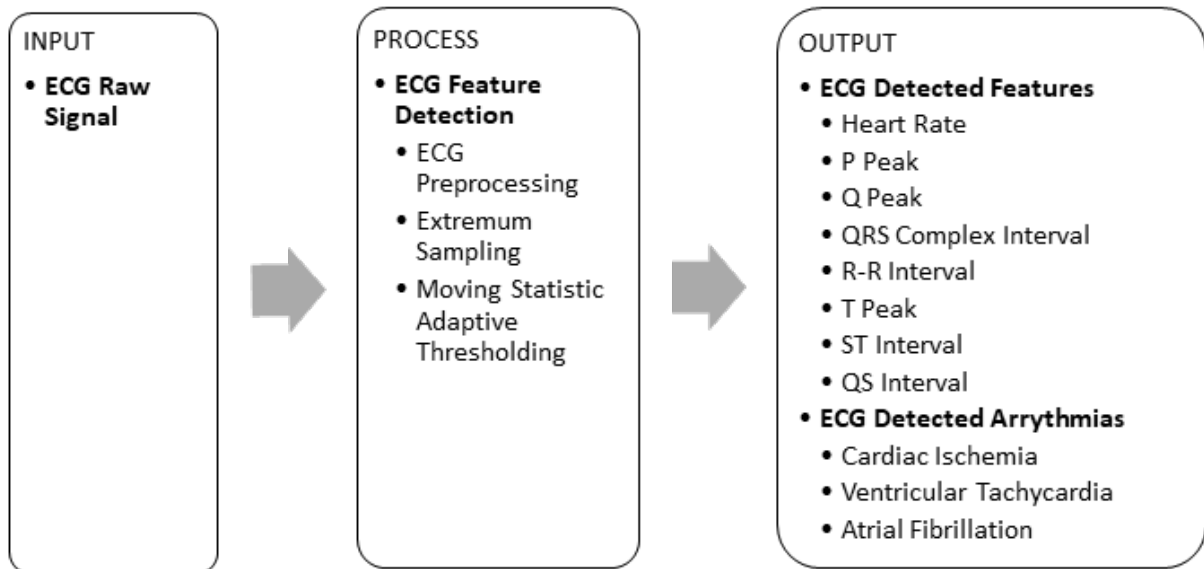 INPUT
• ECG Raw
Signal
PROCESS
• ECG Feature
Detection
• ECG
Preprocessing
• Extremum
Sampling
• Moving Statistic
Adaptive
Thresholding
OUTPUT
• ECG Detected Features
• Heart Rate
• P Peak
• Q Peak
• QRS Complex Interval
• R-R Interval
• T Peak
• ST Interval
• QS Interval
• ECG Detected Arrythmias
• Cardiac Ischemia
• Ventricular Tachycardia
• Atrial Fibrillation